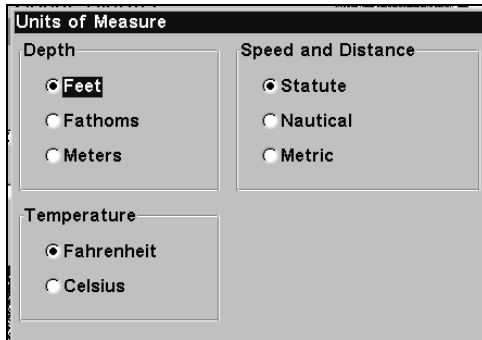 Units of Measure
Depth
Feet
Fathoms
Meters
Speed and Distance
Statute
Nautical
Metric
Temperature
Fahrenheit
Celsius